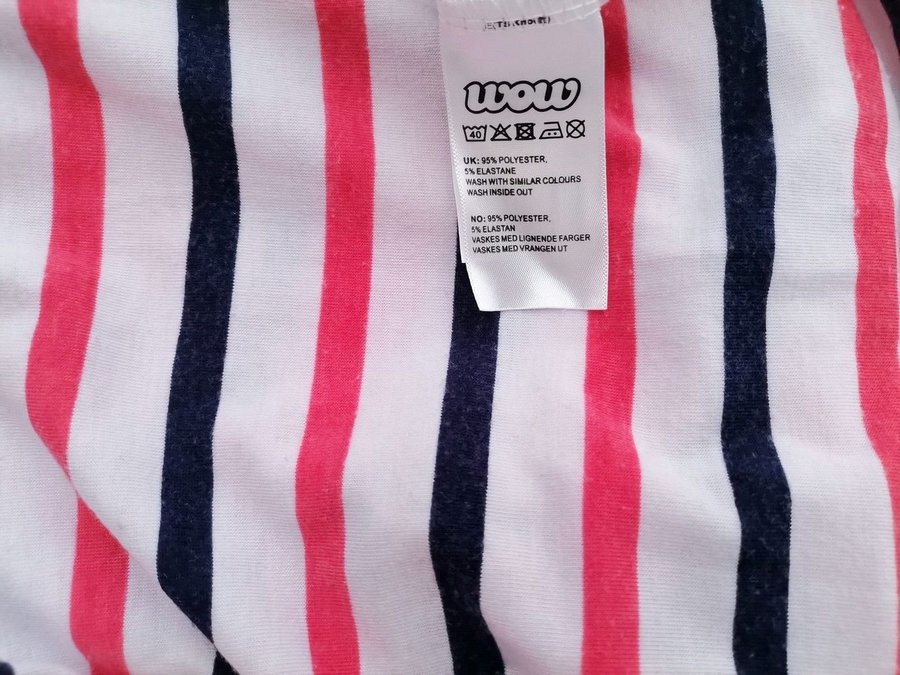 wow
40
UK: 95% POLYESTER,
5% ELASTANE
WASH WITH SIMILAR COLOURS
WASH INSIDE OUT
NO: 95% POLYESTER,
5% ELASTAN
VASKES MED LIGNENDE FARGER
VASKES MED VRANGEN UT